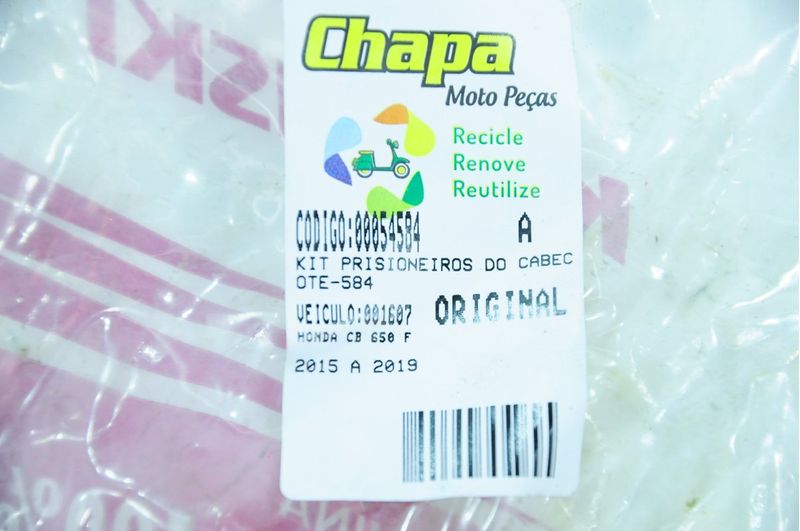 Chapa
Moto Peças
Recicle
Renove
Reutilize
CODIGO:00054584 A
KIT PRISIONEIROS DO CABEC
OTE-584
VEICULO:001607 ORIGINAL
HONDA CB 650 F
2015 A 2019